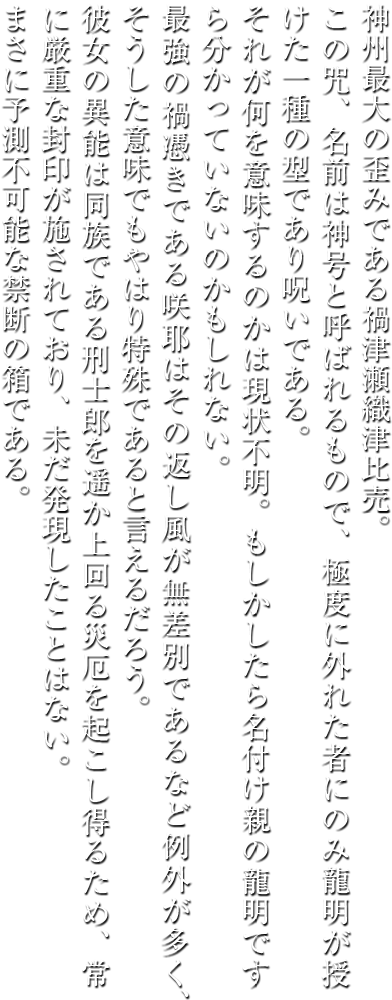 神州最大の歪みである禍津瀬織津比売。
この咒、名前は神号と呼ばれるもので、極度に外れた者にのみ龍明が授
けた一種の型であり呪いである。
それが何を意味するのかは現状不明。もしかしたら名付け親の龍明です
ら分かっていないのかもしれない。
最強の禍憑きである咲耶はその返し風が無差別であるなど例外が多く、
そうした意味でもやはり特殊であると言えるだろう。
彼女の異能は同族である刑士郎を遥か上回る災厄を起こし得るため、常
に厳重な封印が施されており、未だ発現したことはない。
まさに予測不可能な禁断の箱である。